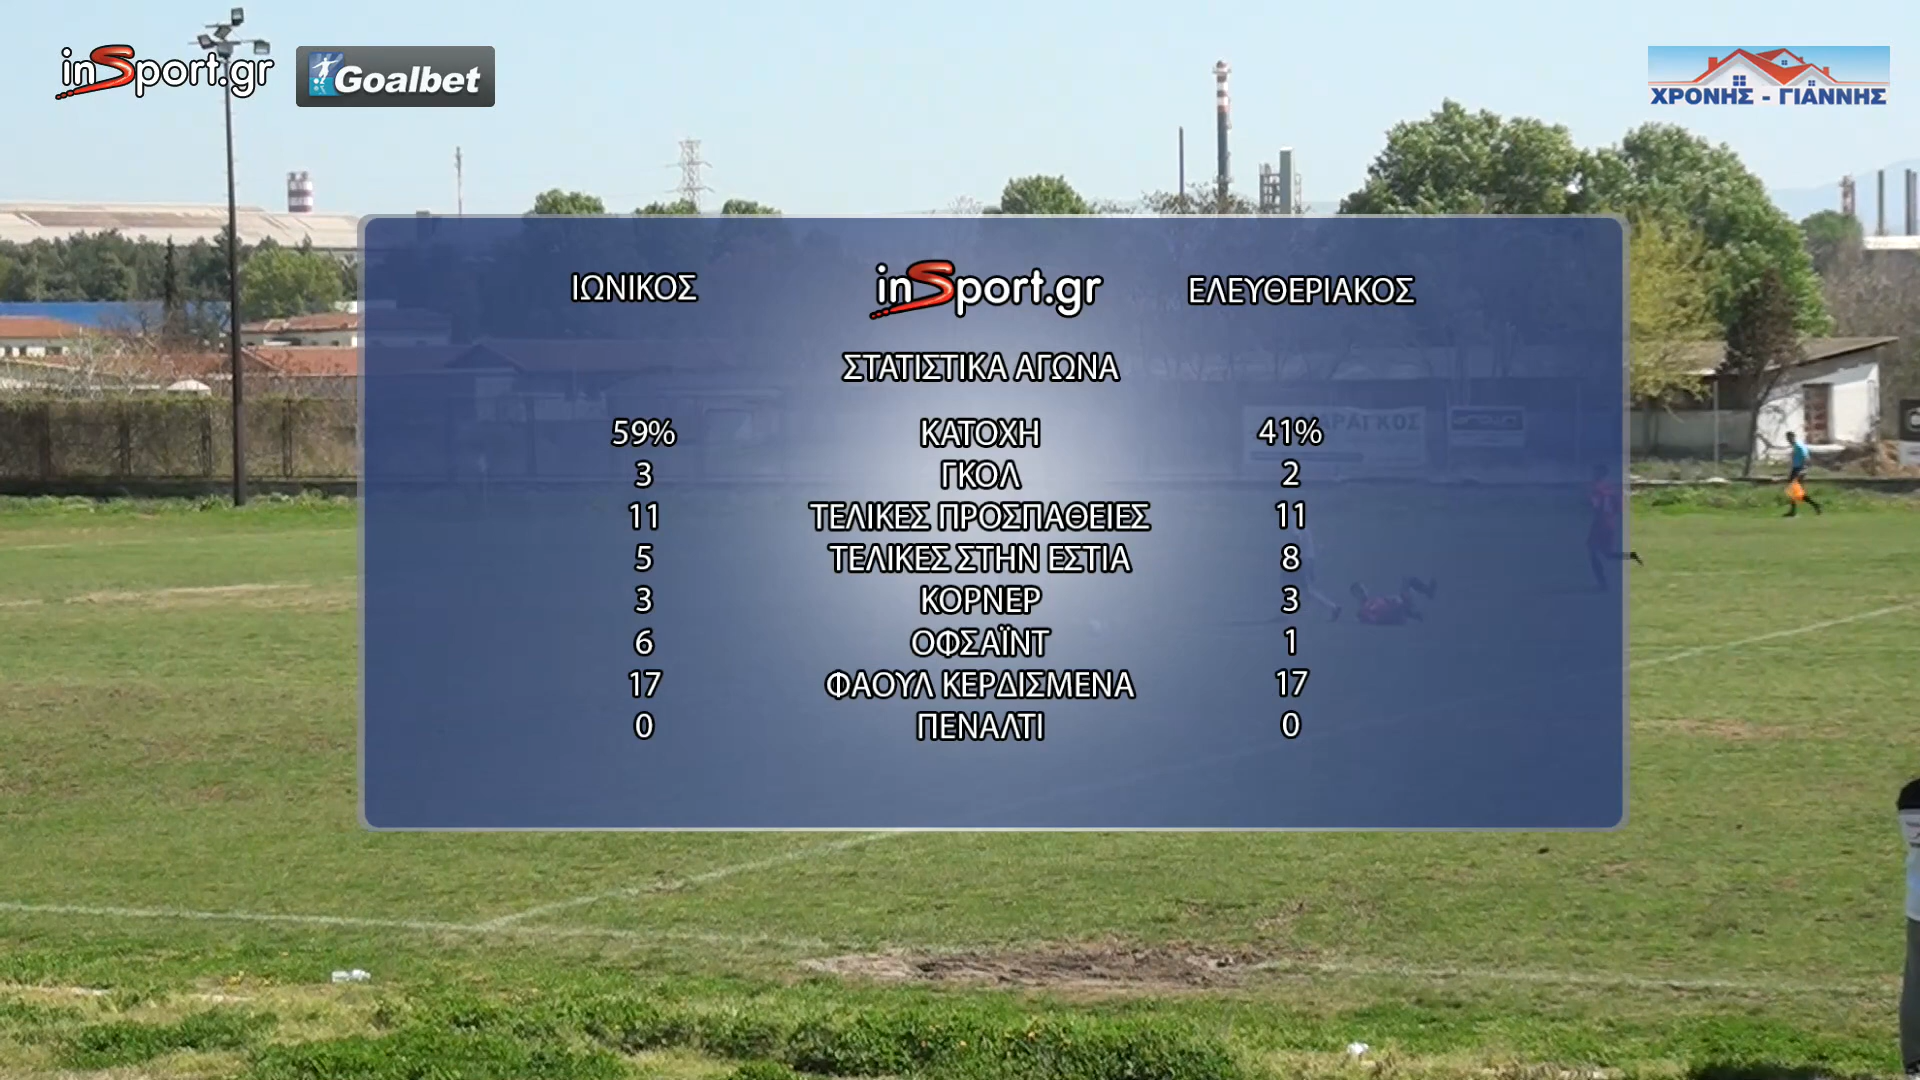 inSport.gr Goalbet
ΧΡΟΝΗΣ - ΓΙΑΝΝΗΣ
ΙΩΝΙΚΟΣ inSport.gr ΕΛΕΥΘΕΡΙΑΚΟΣ
ΣΤΑΤΙΣΤΙΚΑ ΑΓΩΝΑ
59% ΚΑΤΟΧΗ 41%
3 ΓΚΟΛ 2
11 ΤΕΛΙΚΕΣ ΠΡΟΣΠΑΘΕΙΕΣ 11
5 ΤΕΛΙΚΕΣ ΣΤΗΝ ΕΣΤΙΑ 8
3 ΚΟΡΝΕΡ 3
6 ΟΦΣΑΪΝΤ 1
17 ΦΑΟΥΛ ΚΕΡΔΙΣΜΕΝΑ 17
0 ΠΕΝΑΛΤΙ 0